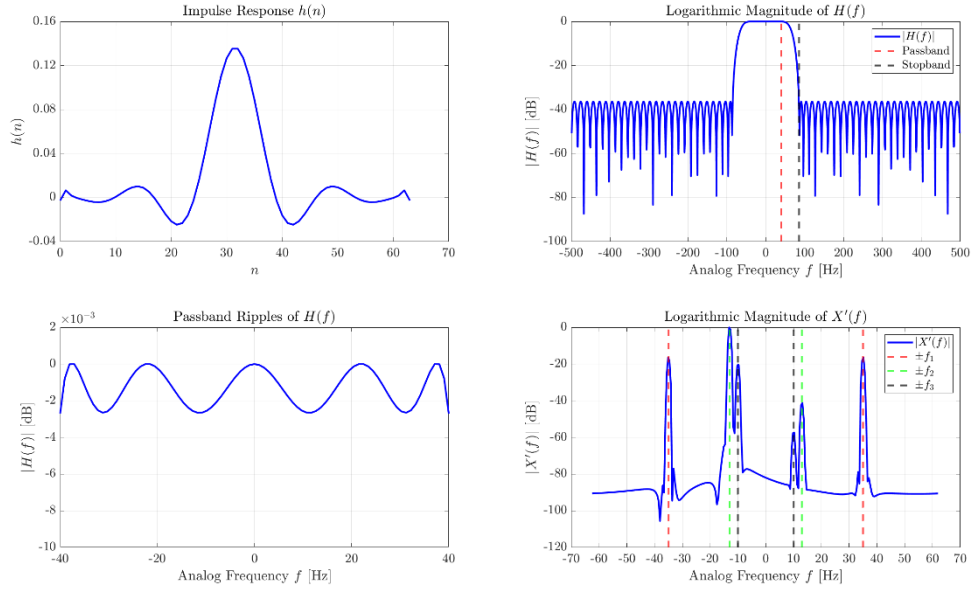 Impulse Response h(n)
0.16
0.12
0.08
0.04
0
-0.04
h(n)
0 10 20 30 40 50 60 70
n
Logarithmic Magnitude of H(f)
0
-20
-40
-60
-80
-100
|H(f)| [dB]
-500 -400 -300 -200 -100 0 100 200 300 400 500
Analog Frequency f [Hz]
|H(f)|
Passband
Stopband
Passband Ripples of H(f)
×10⁻³
2
0
-2
-4
-6
-8
-10
|H(f)| [dB]
-40 -20 0 20 40
Analog Frequency f [Hz]
Logarithmic Magnitude of X′(f)
0
-20
-40
-60
-80
-100
-120
|X′(f)| [dB]
-70 -60 -50 -40 -30 -20 -10 0 10 20 30 40 50 60 70
Analog Frequency f [Hz]
|X′(f)|
±f₁
±f₂
±f₃